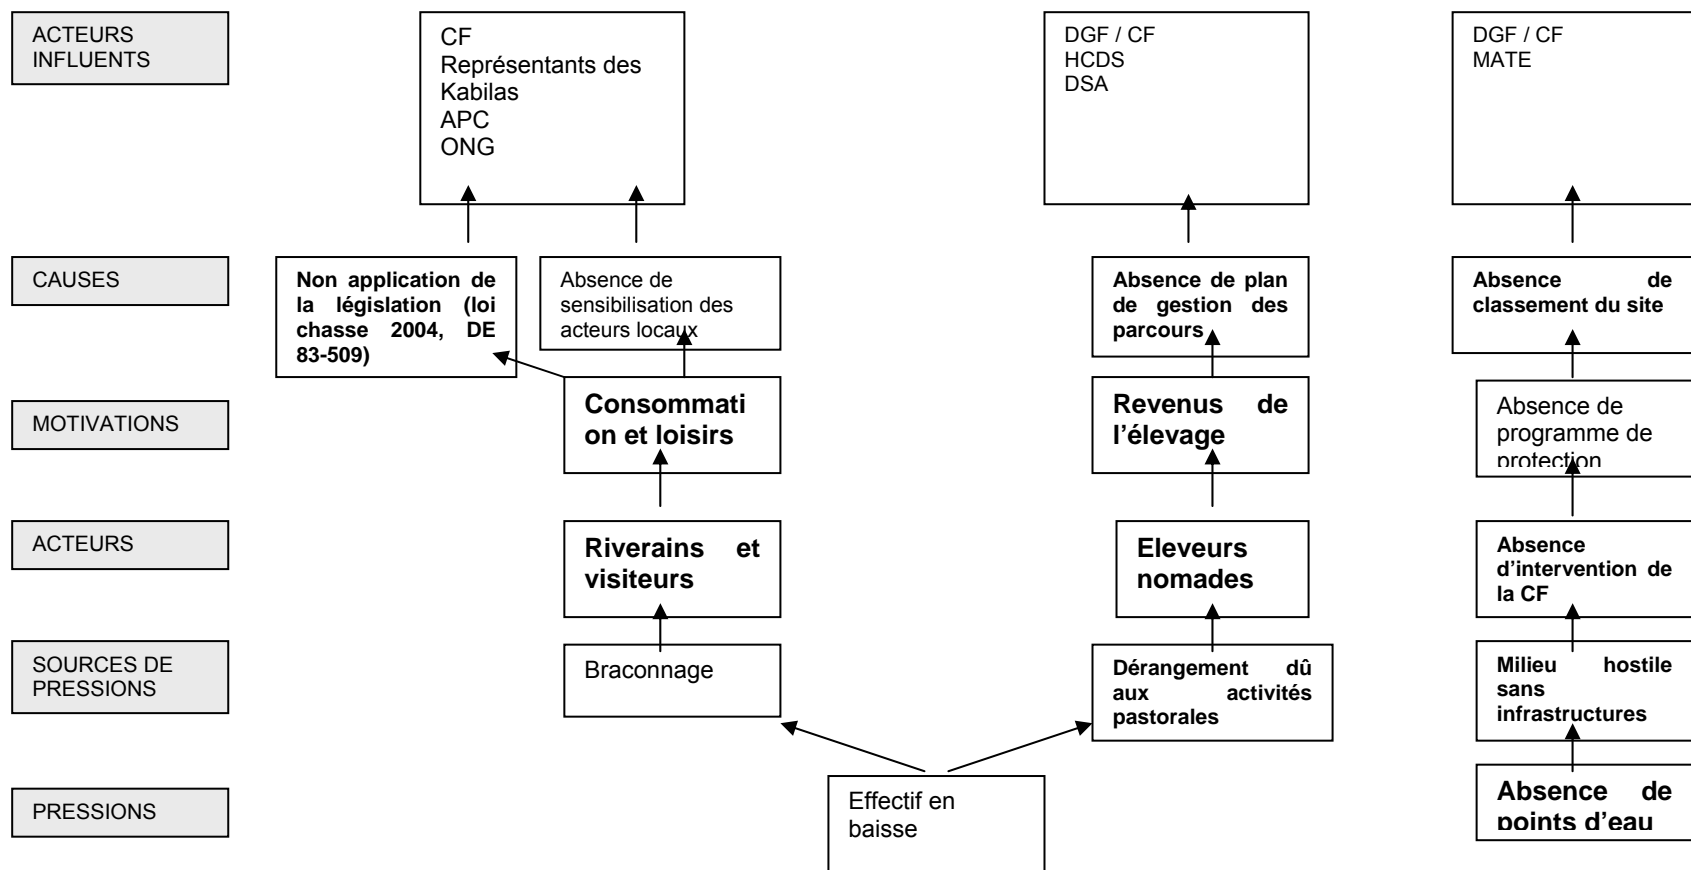 ACTEURS
INFLUENTS
CF
Représentants des
Kabilas
APC
ONG
DGF / CF
HCDS
DSA
DGF / CF
MATE
CAUSES
Non application de
la législation (loi
chasse 2004, DE
83-509)
Absence de
sensibilisation des
acteurs locaux
Absence de plan
de gestion des
parcours
Absence de
classement du site
MOTIVATIONS
Consommati
on et loisirs
Revenus de
l'élevage
Absence de
programme de
protection
ACTEURS
Riverains et
visiteurs
Eleveurs
nomades
Absence
d'intervention de
la CF
SOURCES DE
PRESSIONS
Braconnage
Dérangement dû
aux activités
pastorales
Milieu hostile
sans
infrastructures
PRESSIONS
Effectif en
baisse
Absence de
points d'eau